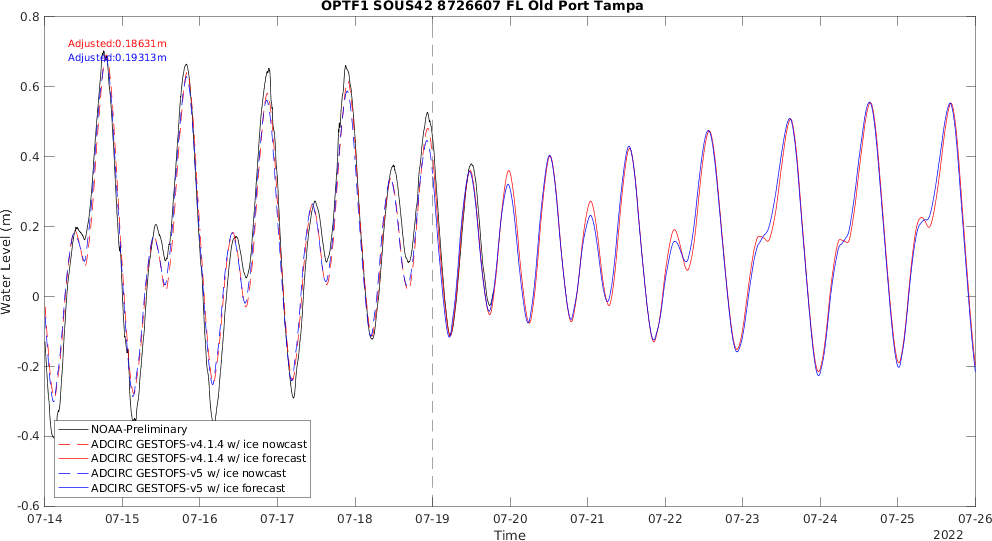 OPTF1 SOUS42 8726607 FL Old Port Tampa
Adjusted:0.18631m
Adjusted:0.19313m
Water Level (m)
0.8
0.6
0.4
0.2
0
-0.2
-0.4
-0.6
NOAA-Preliminary
ADCIRC GESTOFS-v4.1.4 w/ ice nowcast
ADCIRC GESTOFS-v4.1.4 w/ ice forecast
ADCIRC GESTOFS-v5 w/ ice nowcast
ADCIRC GESTOFS-v5 w/ ice forecast
07-14 07-15 07-16 07-17 07-18 07-19 07-20 07-21 07-22 07-23 07-24 07-25 07-26
Time
2022